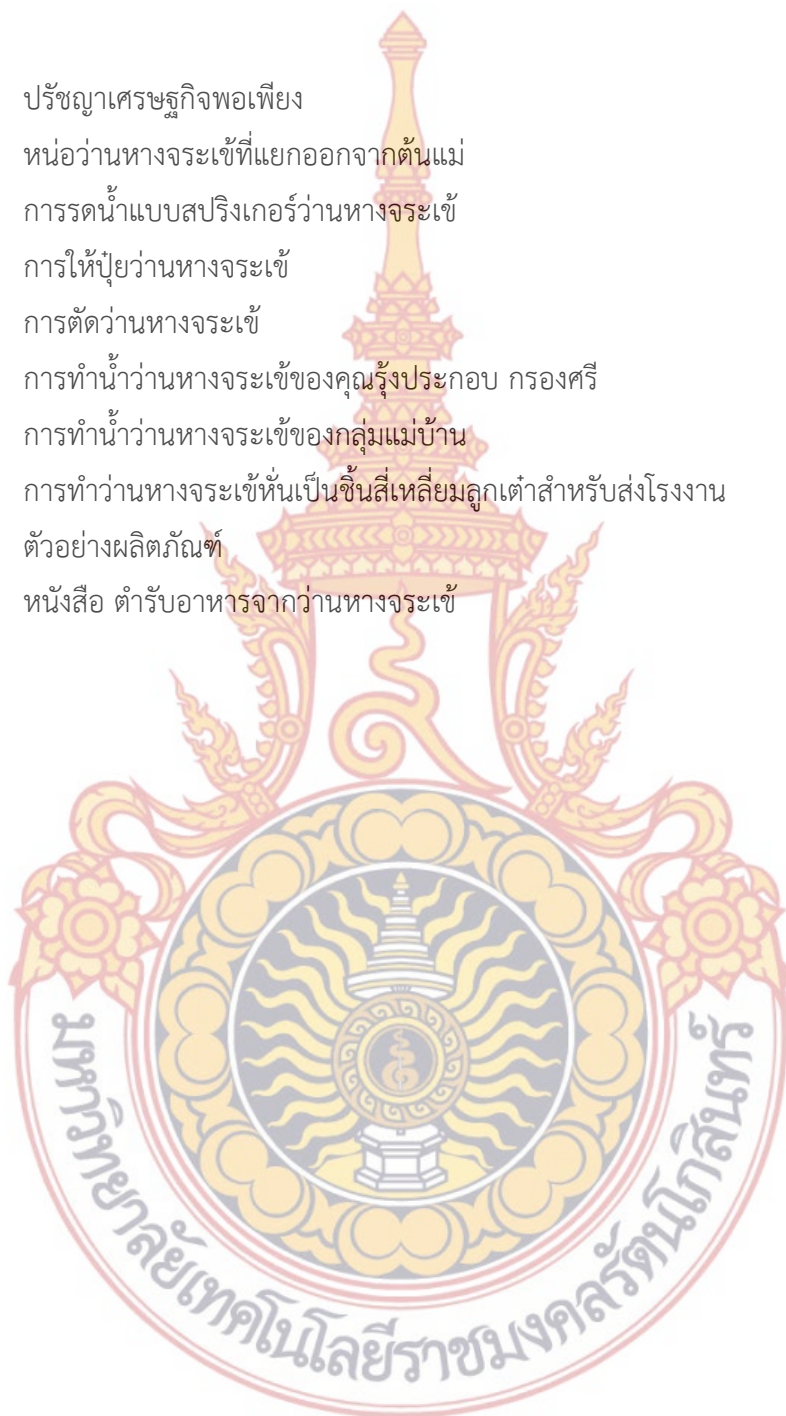 ปรัชญาเศรษฐกิจพอเพียง
หน่อว่านหางจระเข้ที่แยกออกจากต้นแม่
การรดน้ำแบบสปริงเกอร์ว่านหางจระเข้
การให้ปุ๋ยว่านหางจระเข้
การตัดว่านหางจระเข้
การทำน้ำว่านหางจระเข้ของคุณรุ้งประกอบ กรองศรี
การทำน้ำว่านหางจระเข้ของกลุ่มแม่บ้าน
การทำว่านหางจระเข้หั่นเป็นชิ้นสี่เหลี่ยมลูกเต๋าสำหรับส่งโรงงาน
ตัวอย่างผลิตภัณฑ์
หนังสือ ตำรับอาหารจากว่านหางจระเข้
มหาวิทยาลัยเทคโนโลยีราชมงคลรัตนโกสินทร์